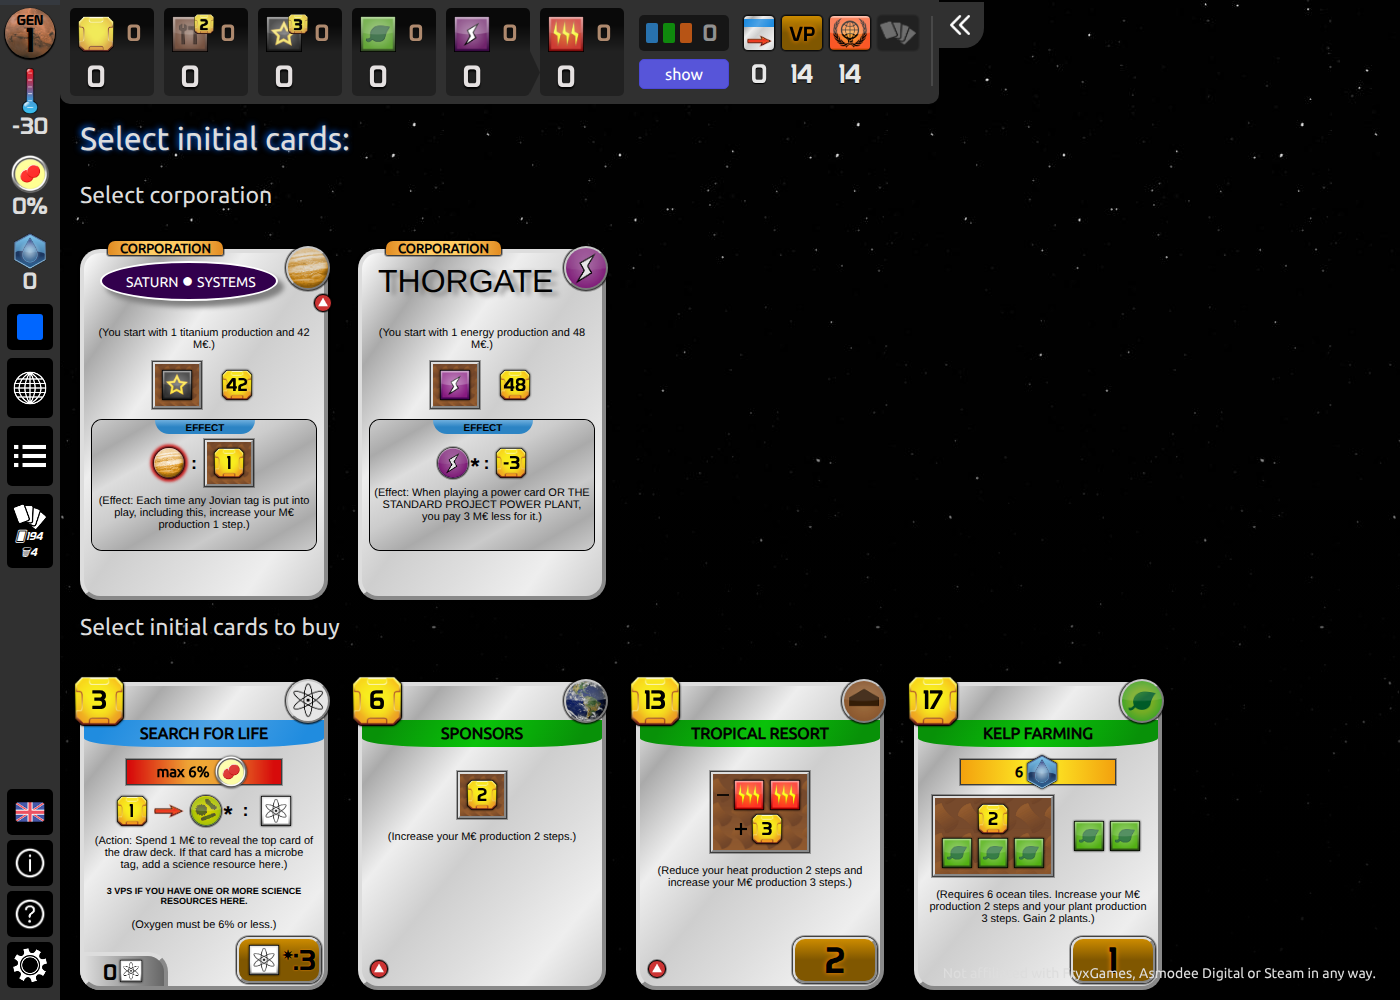 GEN
1
0
0
2
0
0
3
0
0
0
0
0
0
0
0
0
show
0
VP
14
14
-30
0%
0
194
4
Select initial cards:
Select corporation
CORPORATION
SATURN ● SYSTEMS
(You start with 1 titanium production and 42
M€.)
42
EFFECT
: 1
(Effect: Each time any Jovian tag is put into
play, including this, increase your M€
production 1 step.)
CORPORATION
THORGATE
(You start with 1 energy production and 48
M€.)
48
EFFECT
* : -3
(Effect: When playing a power card OR THE
STANDARD PROJECT POWER PLANT,
you pay 3 M€ less for it.)
Select initial cards to buy
3
SEARCH FOR LIFE
max 6%
1 * :
(Action: Spend 1 M€ to reveal the top card of
the draw deck. If that card has a microbe
tag, add a science resource here.)
3 VPS IF YOU HAVE ONE OR MORE SCIENCE
RESOURCES HERE.
(Oxygen must be 6% or less.)
0
*:3
6
SPONSORS
2
(Increase your M€ production 2 steps.)
13
TROPICAL RESORT
−
+ 3
(Reduce your heat production 2 steps and
increase your M€ production 3 steps.)
2
17
KELP FARMING
6
2
(Requires 6 ocean tiles. Increase your M€
production 2 steps and your plant production
3 steps. Gain 2 plants.)
1
Not with FryxGames, Asmodee Digital or Steam in any way.